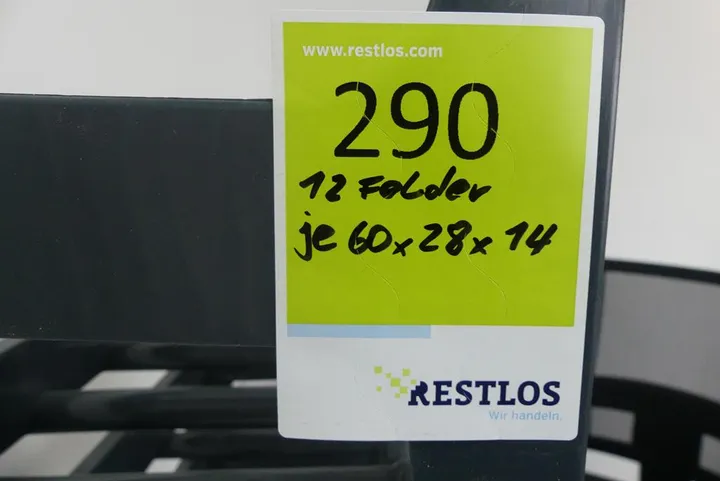 www.restlos.com
290
12 Folder
je 60x28x14
RESTLOS
Wir handeln.